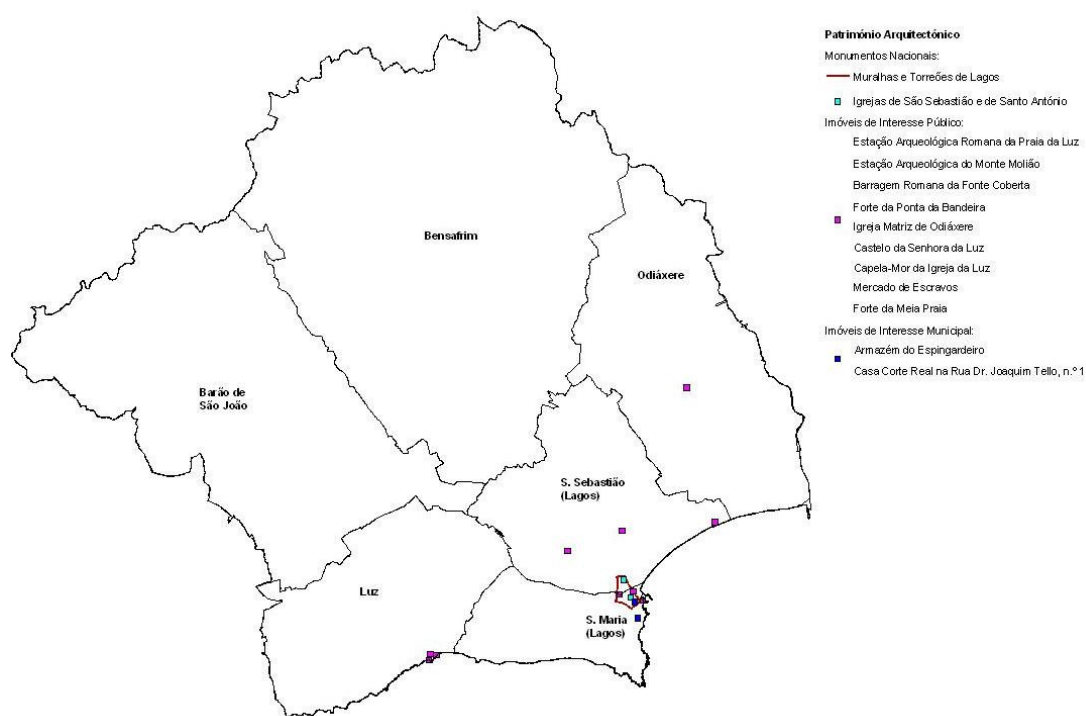 Património Arquitectónico
Monumentos Nacionais:
Muralhas e Torreões de Lagos
Igrejas de São Sebastião e de Santo António
Imóveis de Interesse Público:
Estação Arqueológica Romana da Praia da Luz
Estação Arqueológica do Monte Molião
Barragem Romana da Fonte Coberta
Forte da Ponta da Bandeira
Igreja Matriz de Odiáxere
Castelo da Senhora da Luz
Capela-Mor da Igreja da Luz
Mercado de Escravos
Forte da Meia Praia
Imóveis de Interesse Municipal:
Armazém do Espingardeiro
Casa Corte Real na Rua Dr. Joaquim Tello, n.º 1
Bensafrim
Odiáxere
Barão de
São João
S. Sebastião
(Lagos)
Luz
S. Maria
(Lagos)